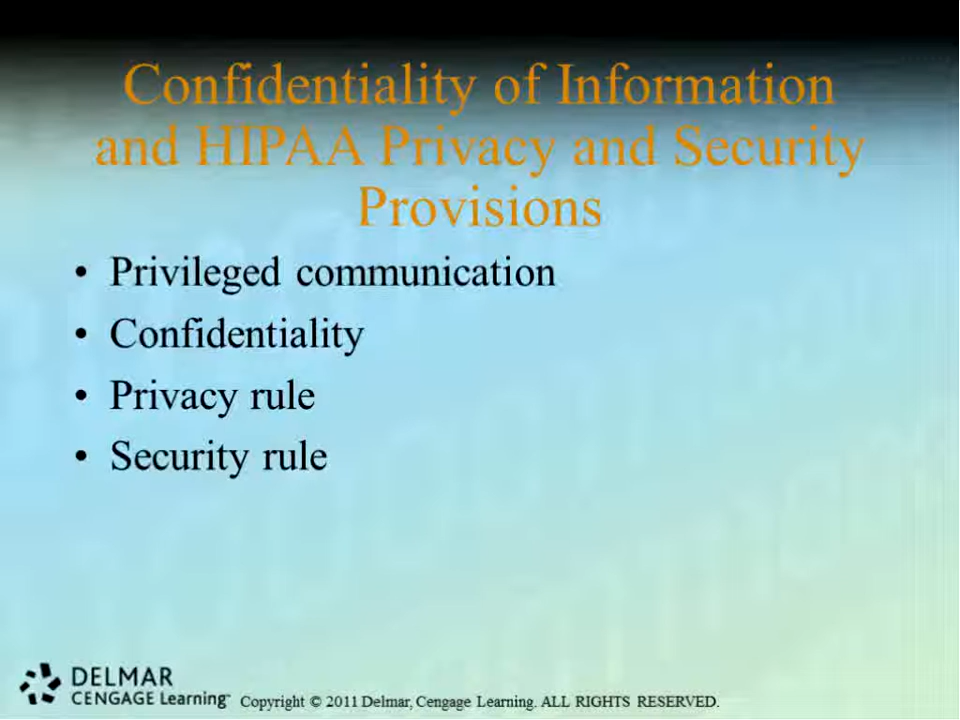 Confidentiality of Information
and HIPAA Privacy and Security
Provisions
• Privileged communication
• Confidentiality
• Privacy rule
• Security rule
DELMAR
CENGAGE Learning™
Copyright © 2011 Delmar, Cengage Learning. ALL RIGHTS RESERVED.